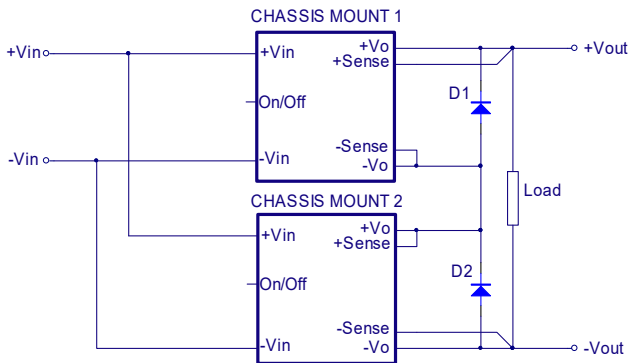 CHASSIS MOUNT 1
+Vin
+Vin
+Vo
+Sense
+Vout
On/Off
D1
-Sense
-Vin
-Vin
-Vo
Load
CHASSIS MOUNT 2
+Vin
+Vo
+Sense
On/Off
D2
-Sense
-Vin
-Vo
-Vout